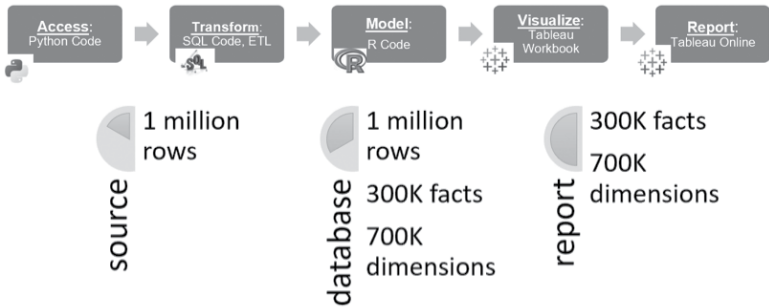 Access:
Python Code
Transform:
SQL Code, ETL
Model:
R Code
Visualize:
Tableau
Workbook
Report:
Tableau Online
SQL
R
source
1 million
rows
database
1 million
rows
300K facts
700K
dimensions
report
300K facts
700K
dimensions